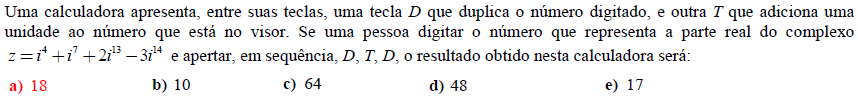 Uma calculadora apresenta, entre suas teclas, uma tecla D que duplica o número digitado, e outra T que adiciona uma
unidade ao número que está no visor. Se uma pessoa digitar o número que representa a parte real do complexo
z = i⁴ + i⁷ + 2i¹³ − 3i¹⁴ e apertar, em sequência, D, T, D, o resultado obtido nesta calculadora será:
a) 18 b) 10 c) 64 d) 48 e) 17